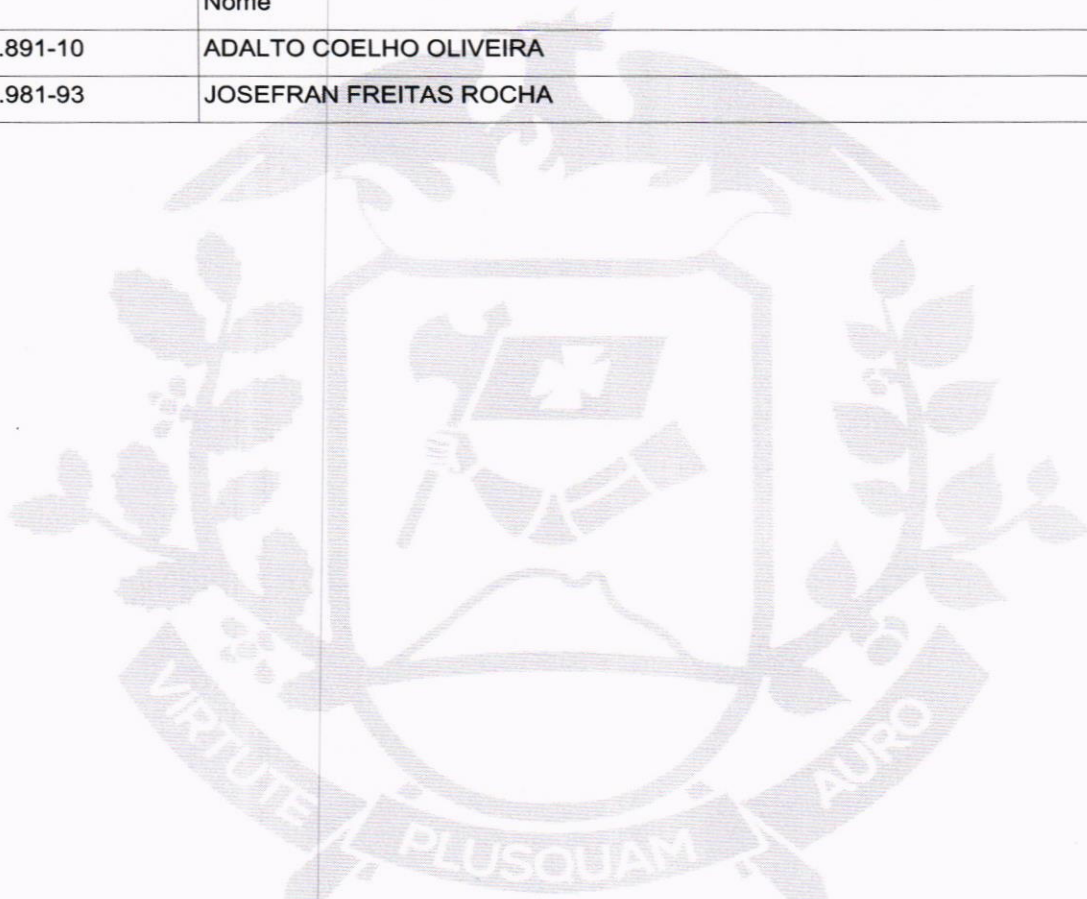 Nome
.891-10 ADALTO COELHO OLIVEIRA
.981-93 JOSEFRAN FREITAS ROCHA
VIRTUTE PLUSQUAM AURO